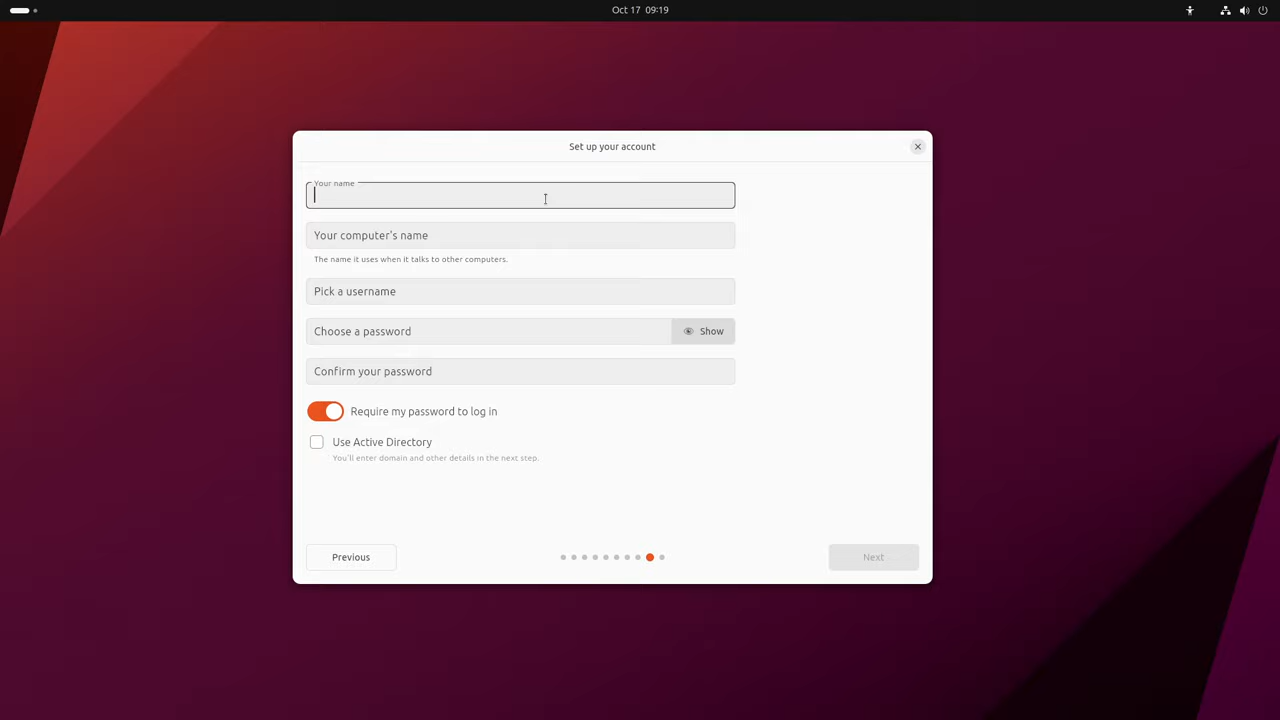 Oct 17 09:19
Set up your account
Your name
Your computer's name
The name it uses when it talks to other computers.
Pick a username
Choose a password
Show
Confirm your password
Require my password to log in
Use Active Directory
You'll enter domain and other details in the next step.
Previous
Next